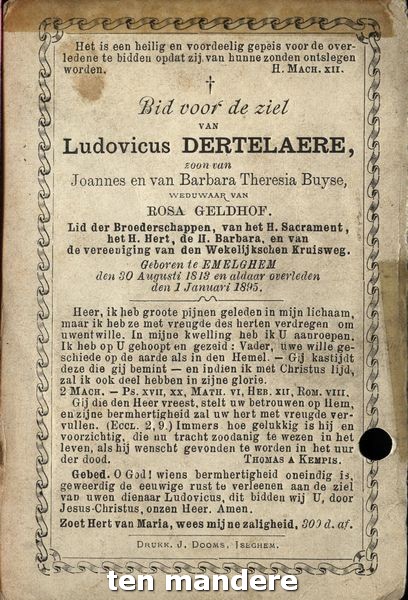 Het is een heilig en voordeelig gepeis voor de over-
ledene te bidden opdat zij van hunne zonden ontslegen
worden. H. MACH. XII.
†
Bid voor de ziel
VAN
Ludovicus DERTELAERE,
zoon van
Joannes en van Barbara Theresia Buyse,
WEDUWAAR VAN
ROSA GELDHOF.
Lid der Broederschappen, van het H. Sacrament,
het H. Hert, de H. Barbara, en van
de vereeniging van den Wekelijkschen Kruisweg.
Geboren te EMELGHEM
den 30 Augusti 1813 en aldaar overleden
den 1 Januari 1895.
Heer, ik heb groote pijnen geleden in mijn lichaam,
maar ik heb ze met vreugde des herten verdregen om
uwentwille. In mijne kwelling heb ik U aanroepen.
Ik heb op U gehoopt en gezeid: Vader, uwe wille ge-
schiede op de aarde als in den Hemel. — Gij kastijdt
deze die gij bemint — en indien ik met Christus lijd,
zal ik ook deel hebben in zijne glorie.
2 MACH. — PS. XVII, XX, MATH. VI, HEB. XII, ROM. VIII.
Gij die den Heer vreest, stelt uw betrouwen op Hem,
en zijne bermhertigheid zal uw hert met vreugde ver-
vullen. (ECCL. 2, 9.) Immers hoe gelukkig is hij en
voorzichtig, die nu tracht zoodanig te wezen in het
leven, als hij wenscht gevonden te worden in het uur
der dood. THOMAS A KEMPIS.
Gebed. O God! wiens bermhertigheid oneindig is,
geweerdig de eeuwige rust te verleenen aan de ziel
van uwen dienaar Ludovicus, dit bidden wij U, door
Jesus-Christus, onzen Heer. Amen.
Zoet Hert van Maria, wees mijne zaligheid, 300 d. af.
DRUKK. J. DOOMS, ISEGHEM.
ten mandere